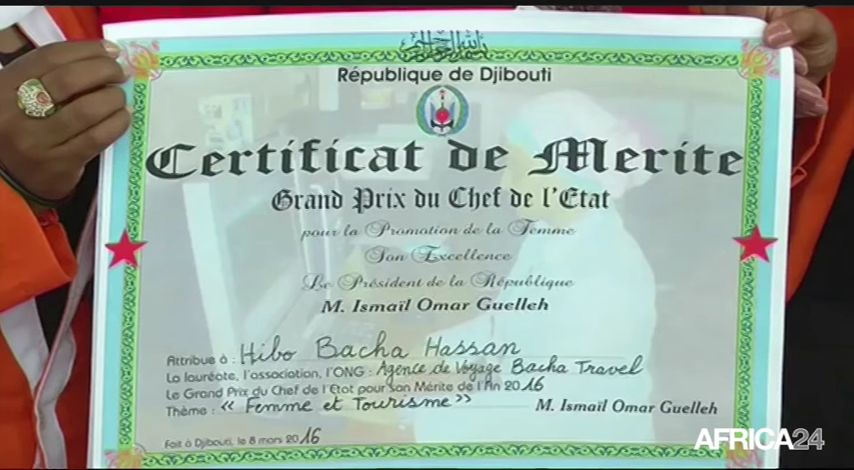 République de Djibouti
Certificat de Merite
Grand Prix du Chef de l'Etat
pour la Promotion de la Femme
Son Excellence
Le Président de la République
M. Ismaïl Omar Guelleh
Attribué à : Hibo Bacha Hassan
La lauréate, l'association, l'ONG : Agence de Voyage Bacha Travel
Le Grand Prix du Chef de l'Etat pour son Mérite de l'An 2016
Thème : « Femme et Tourisme »
M. Ismaïl Omar Guelleh
Fait à Djibouti, le 8 mars 2016
AFRICA24